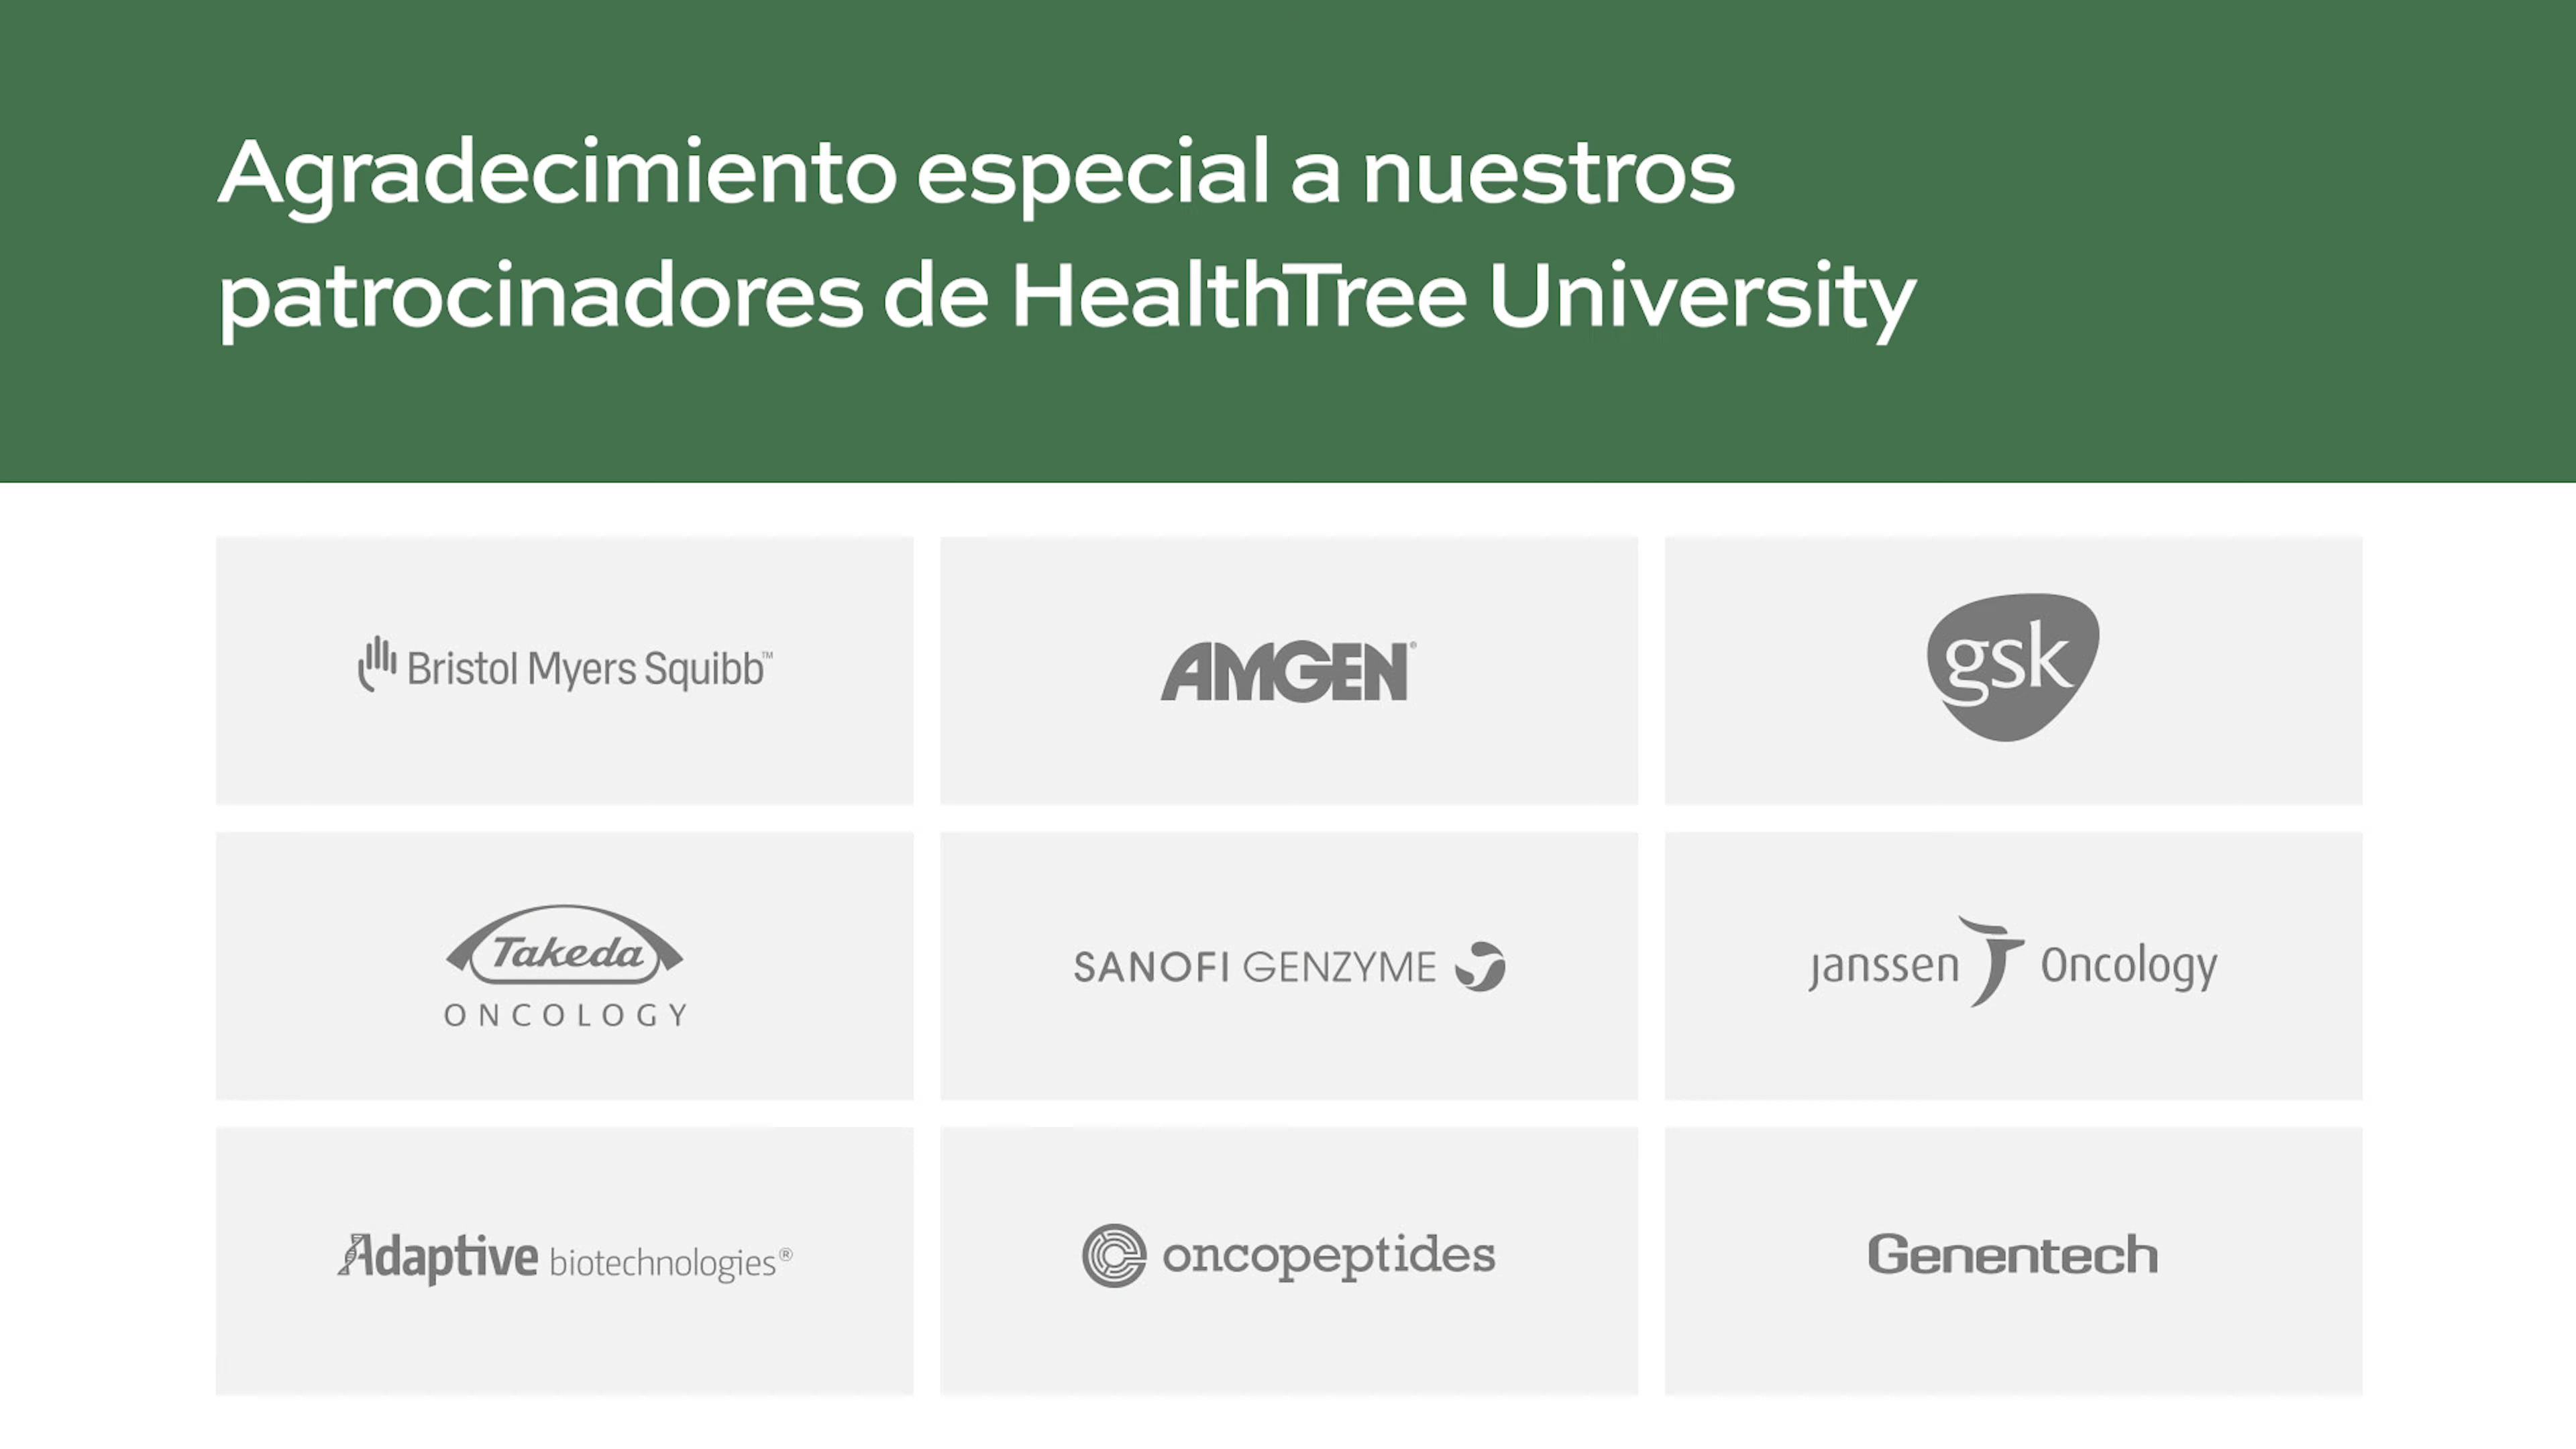 Agradecimiento especial a nuestros
patrocinadores de HealthTree University
Bristol Myers Squibb™
AMGEN®
gsk
Takeda
ONCOLOGY
SANOFI GENZYME
janssen Oncology
Adaptive biotechnologies®
oncopeptides
Genentech